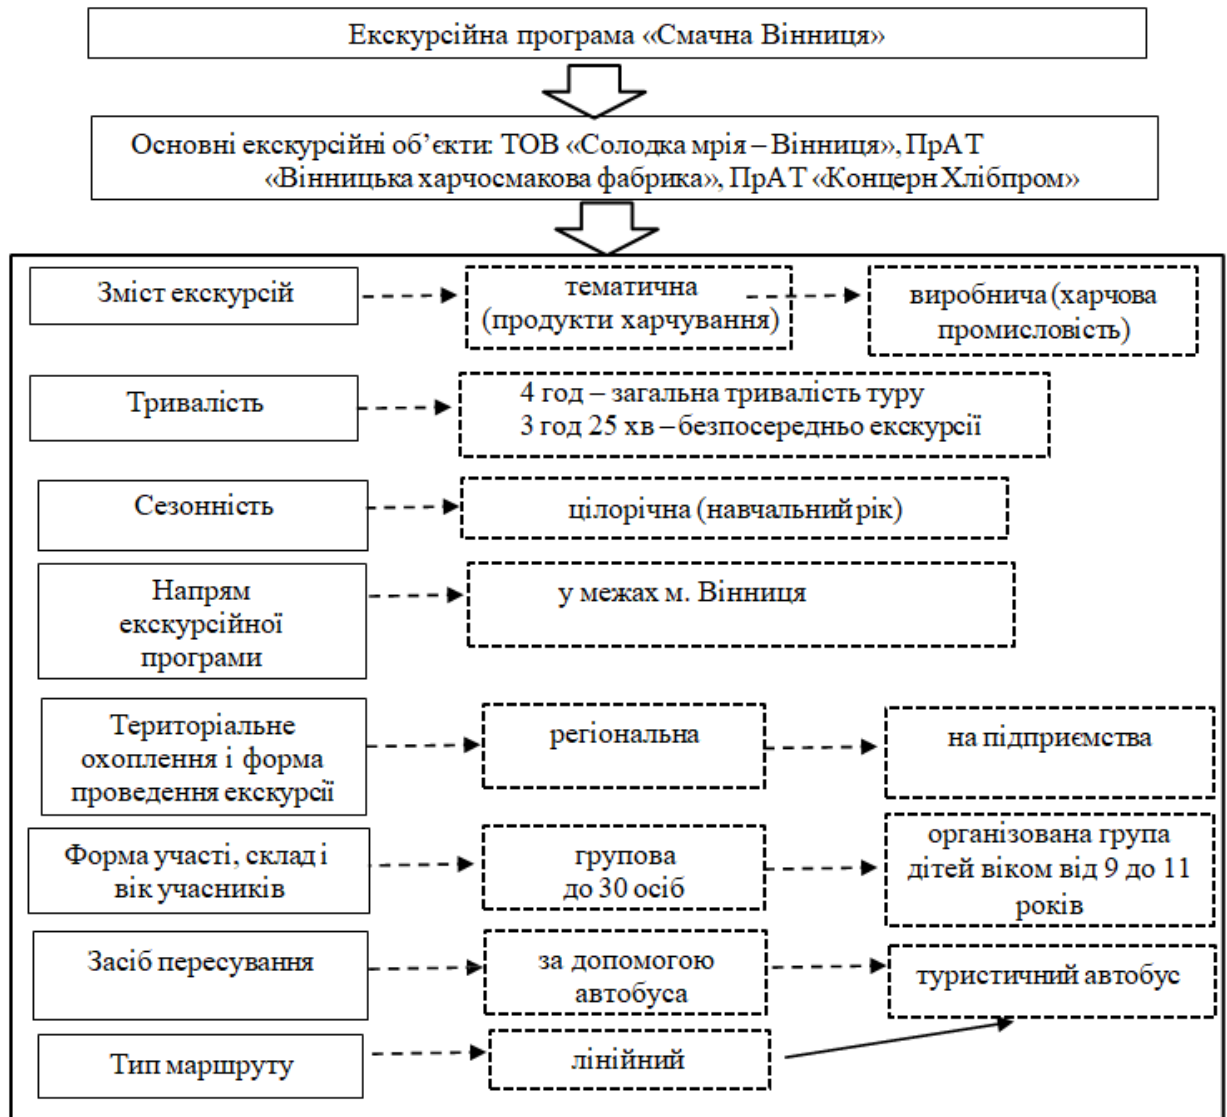 Екскурсійна програма «Смачна Вінниця»
Основні екскурсійні об’єкти: ТОВ «Солодка мрія – Вінниця», ПрАТ
«Вінницька харчосмакова фабрика», ПрАТ «Концерн Хлібпром»
Зміст екскурсій
тематична
(продукти харчування)
виробнича (харчова
промисловість)
Тривалість
4 год – загальна тривалість туру
3 год 25 хв – безпосередньо екскурсії
Сезонність
цілорічна (навчальний рік)
Напрям
екскурсійної
програми
у межах м. Вінниця
Територіальне
охоплення і форма
проведення екскурсії
регіональна
на підприємства
Форма участі, склад і
вік учасників
групова
до 30 осіб
організована група
дітей віком від 9 до 11
років
Засіб пересування
за допомогою
автобуса
туристичний автобус
Тип маршруту
лінійний